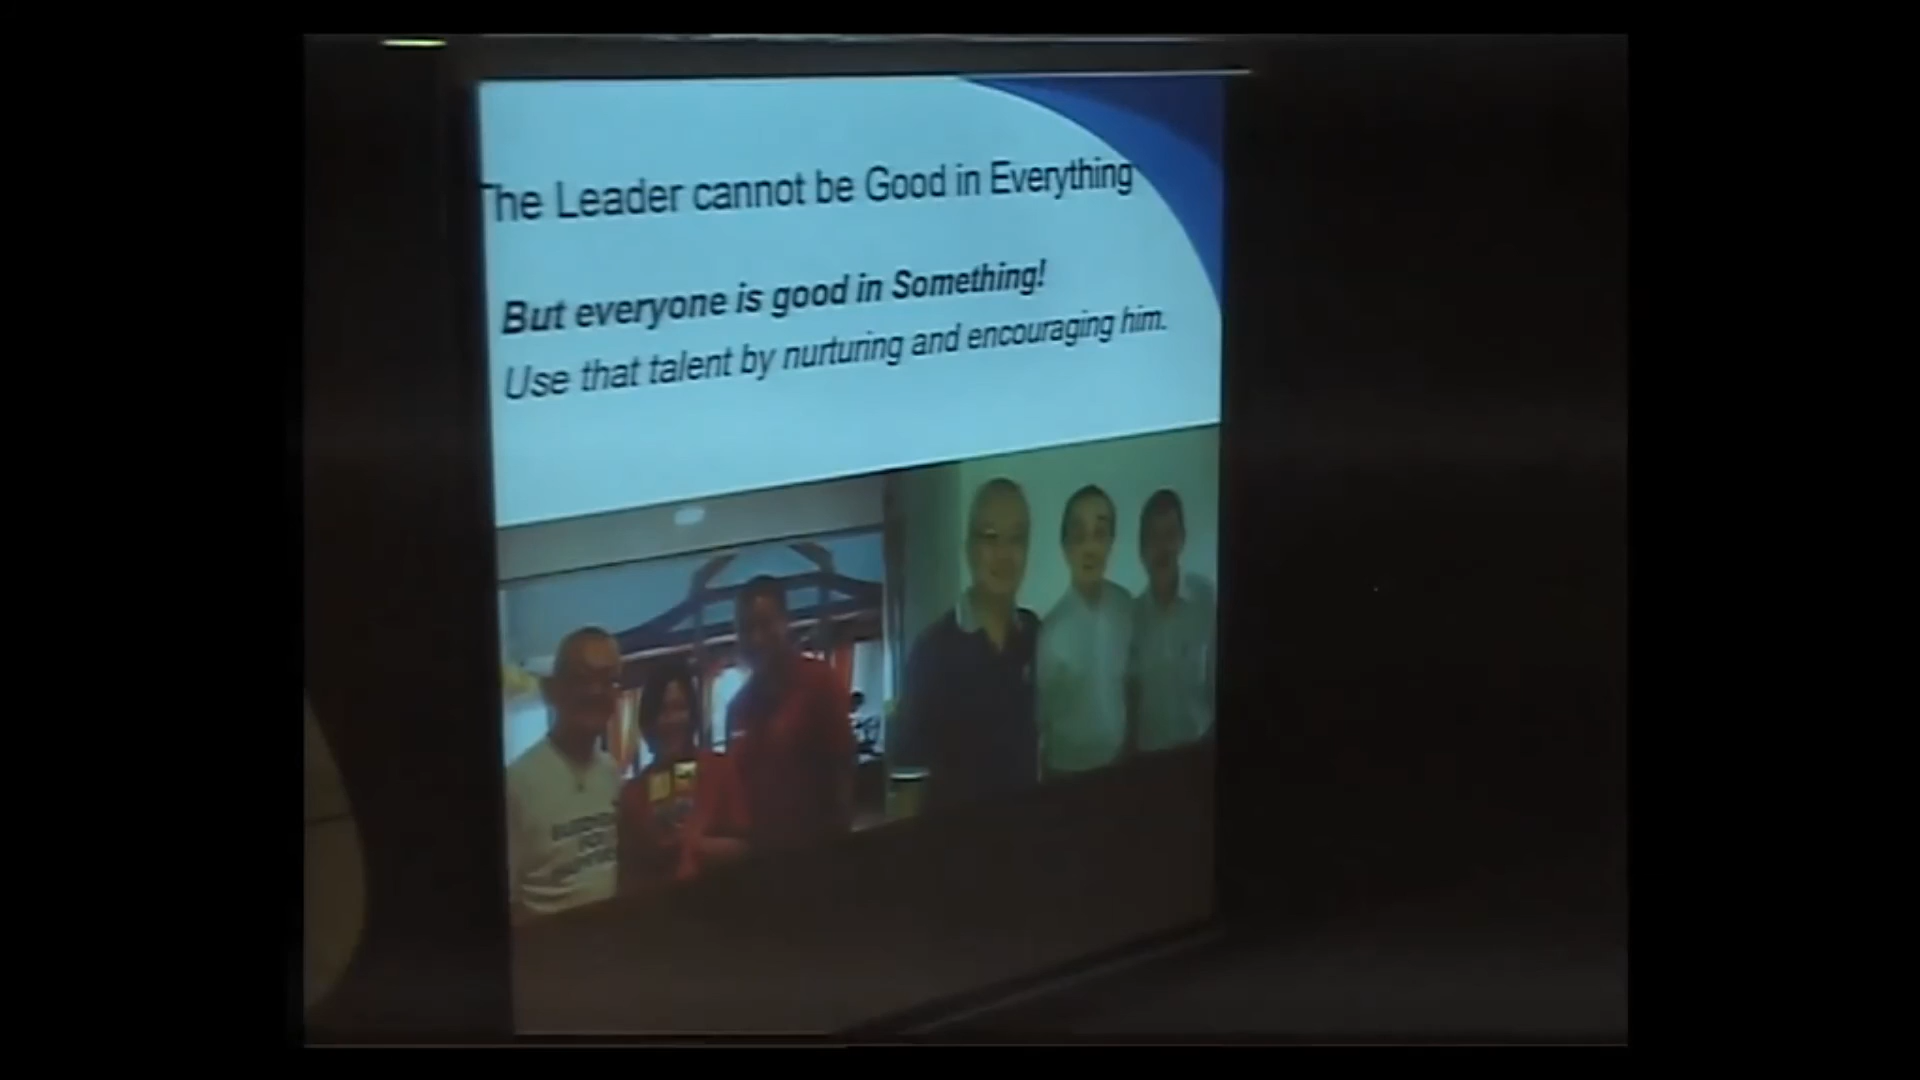 The Leader cannot be Good in Everything
But everyone is good in Something!
Use that talent by nurturing and encouraging him.